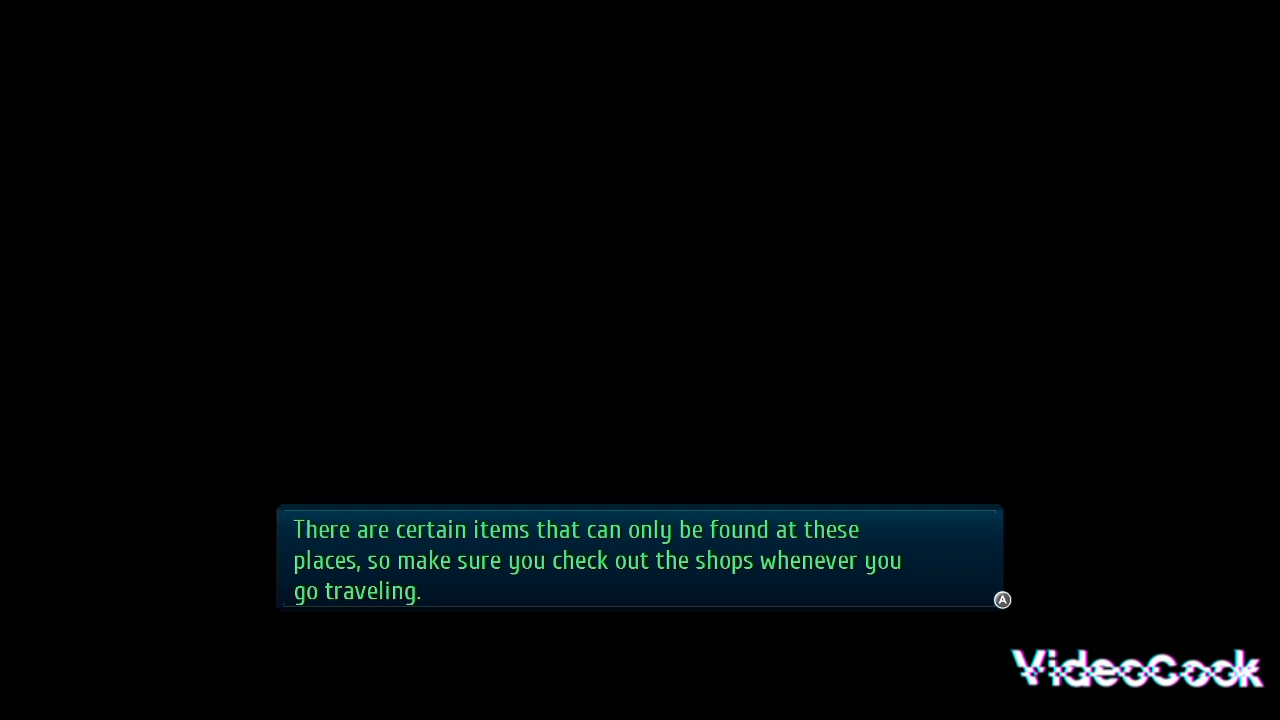 There are certain items that can only be found at these
places, so make sure you check out the shops whenever you
go traveling.
A
VideoCook